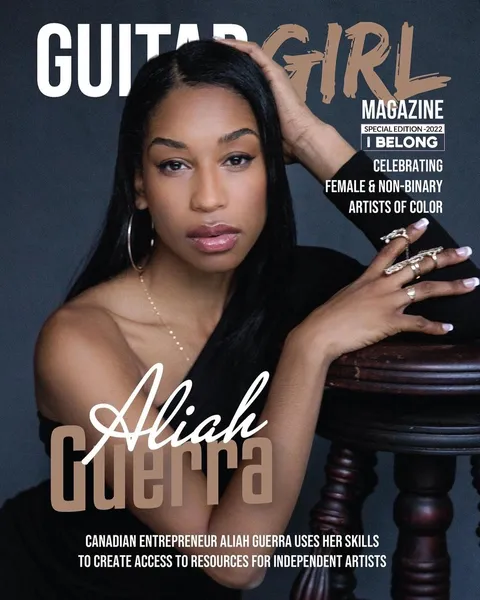 GUITAR GIRL
MAGAZINE
SPECIAL EDITION -2022
I BELONG
CELEBRATING
FEMALE & NON-BINARY
ARTISTS OF COLOR
Aliah
Guerra
CANADIAN ENTREPRENEUR ALIAH GUERRA USES HER SKILLS
TO CREATE ACCESS TO RESOURCES FOR INDEPENDENT ARTISTS